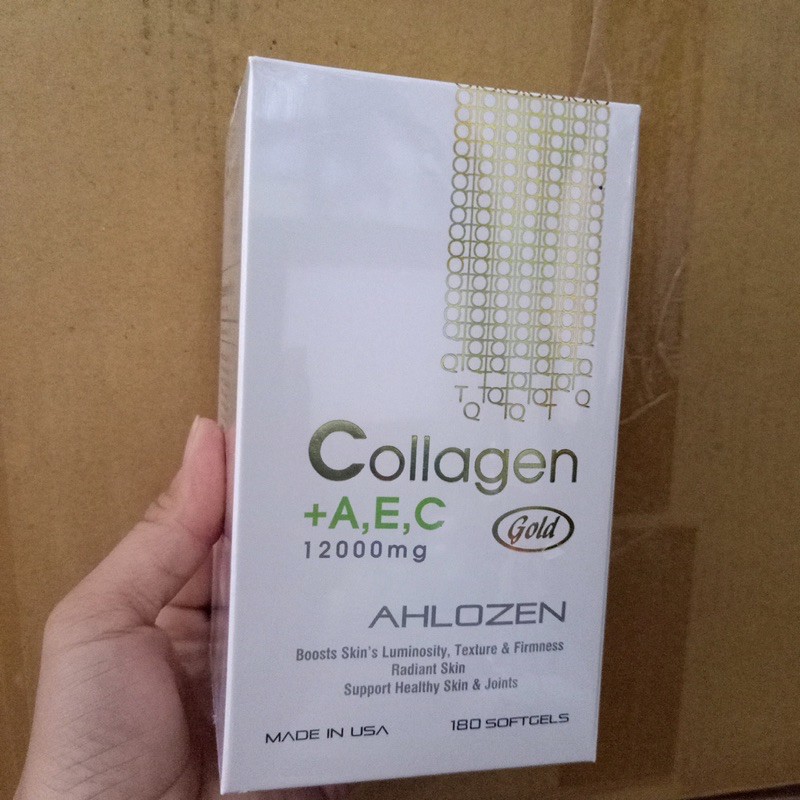 Collagen
+A,E,C
Gold
12000mg
AHLOZEN
Boosts Skin's Luminosity, Texture & Firmness
Radiant Skin
Support Healthy Skin & Joints
MADE IN USA
180 SOFTGELS